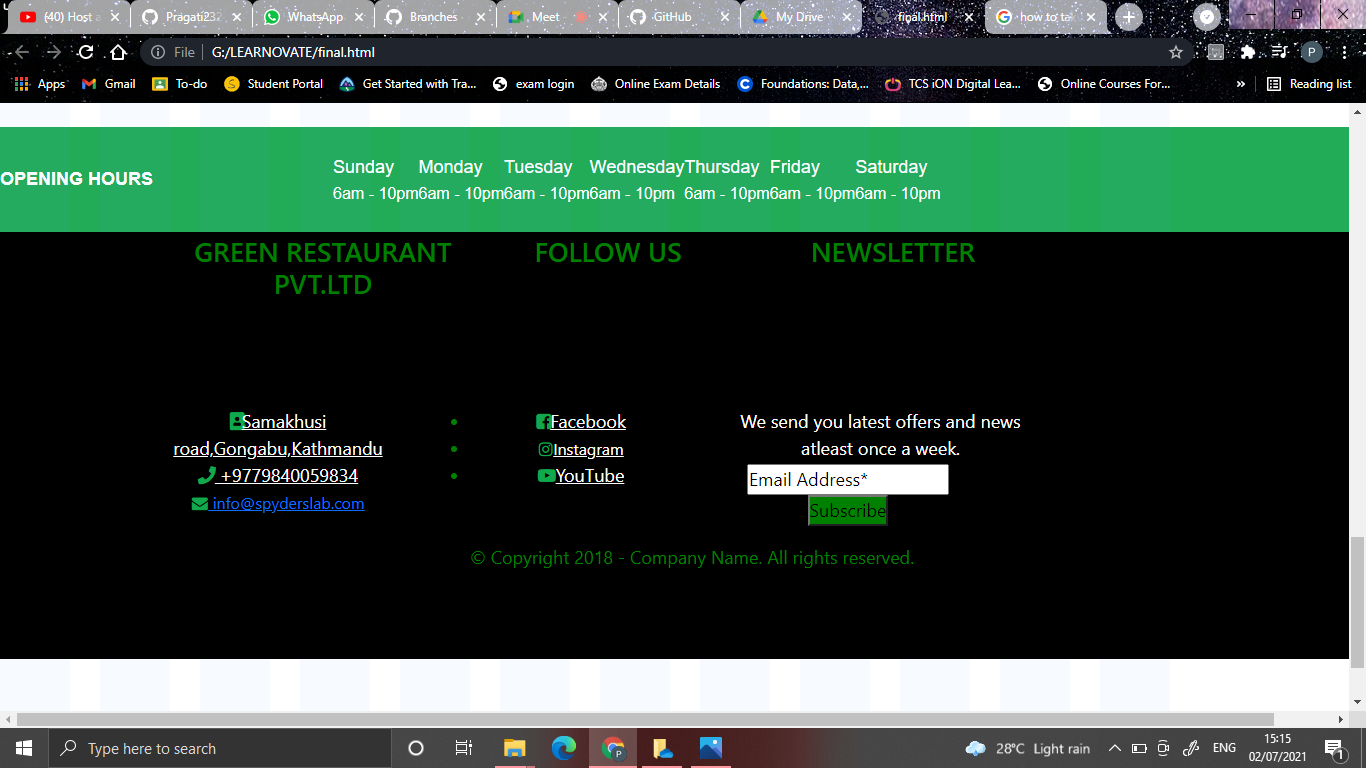 (40) Host a
Pragati232
WhatsApp
Branches
Meet
GitHub
My Drive
final.html
how to tak
File
G:/LEARNOVATE/final.html
P
Apps
Gmail
To-do
Student Portal
Get Started with Tra...
exam login
Online Exam Details
Foundations: Data,...
TCS iON Digital Lea...
Online Courses For...
»
Reading list
OPENING HOURS
Sunday Monday Tuesday Wednesday Thursday Friday Saturday
6am - 10pm 6am - 10pm 6am - 10pm 6am - 10pm 6am - 10pm 6am - 10pm 6am - 10pm
GREEN RESTAURANT
PVT.LTD
FOLLOW US
NEWSLETTER
Samakhusi
road,Gongabu,Kathmandu
+9779840059834
info@spyderslab.com
Facebook
Instagram
YouTube
We send you latest offers and news
atleast once a week.
Email Address*
Subscribe
© Copyright 2018 - Company Name. All rights reserved.
Type here to search
28°C Light rain
ENG
15:15
02/07/2021
1